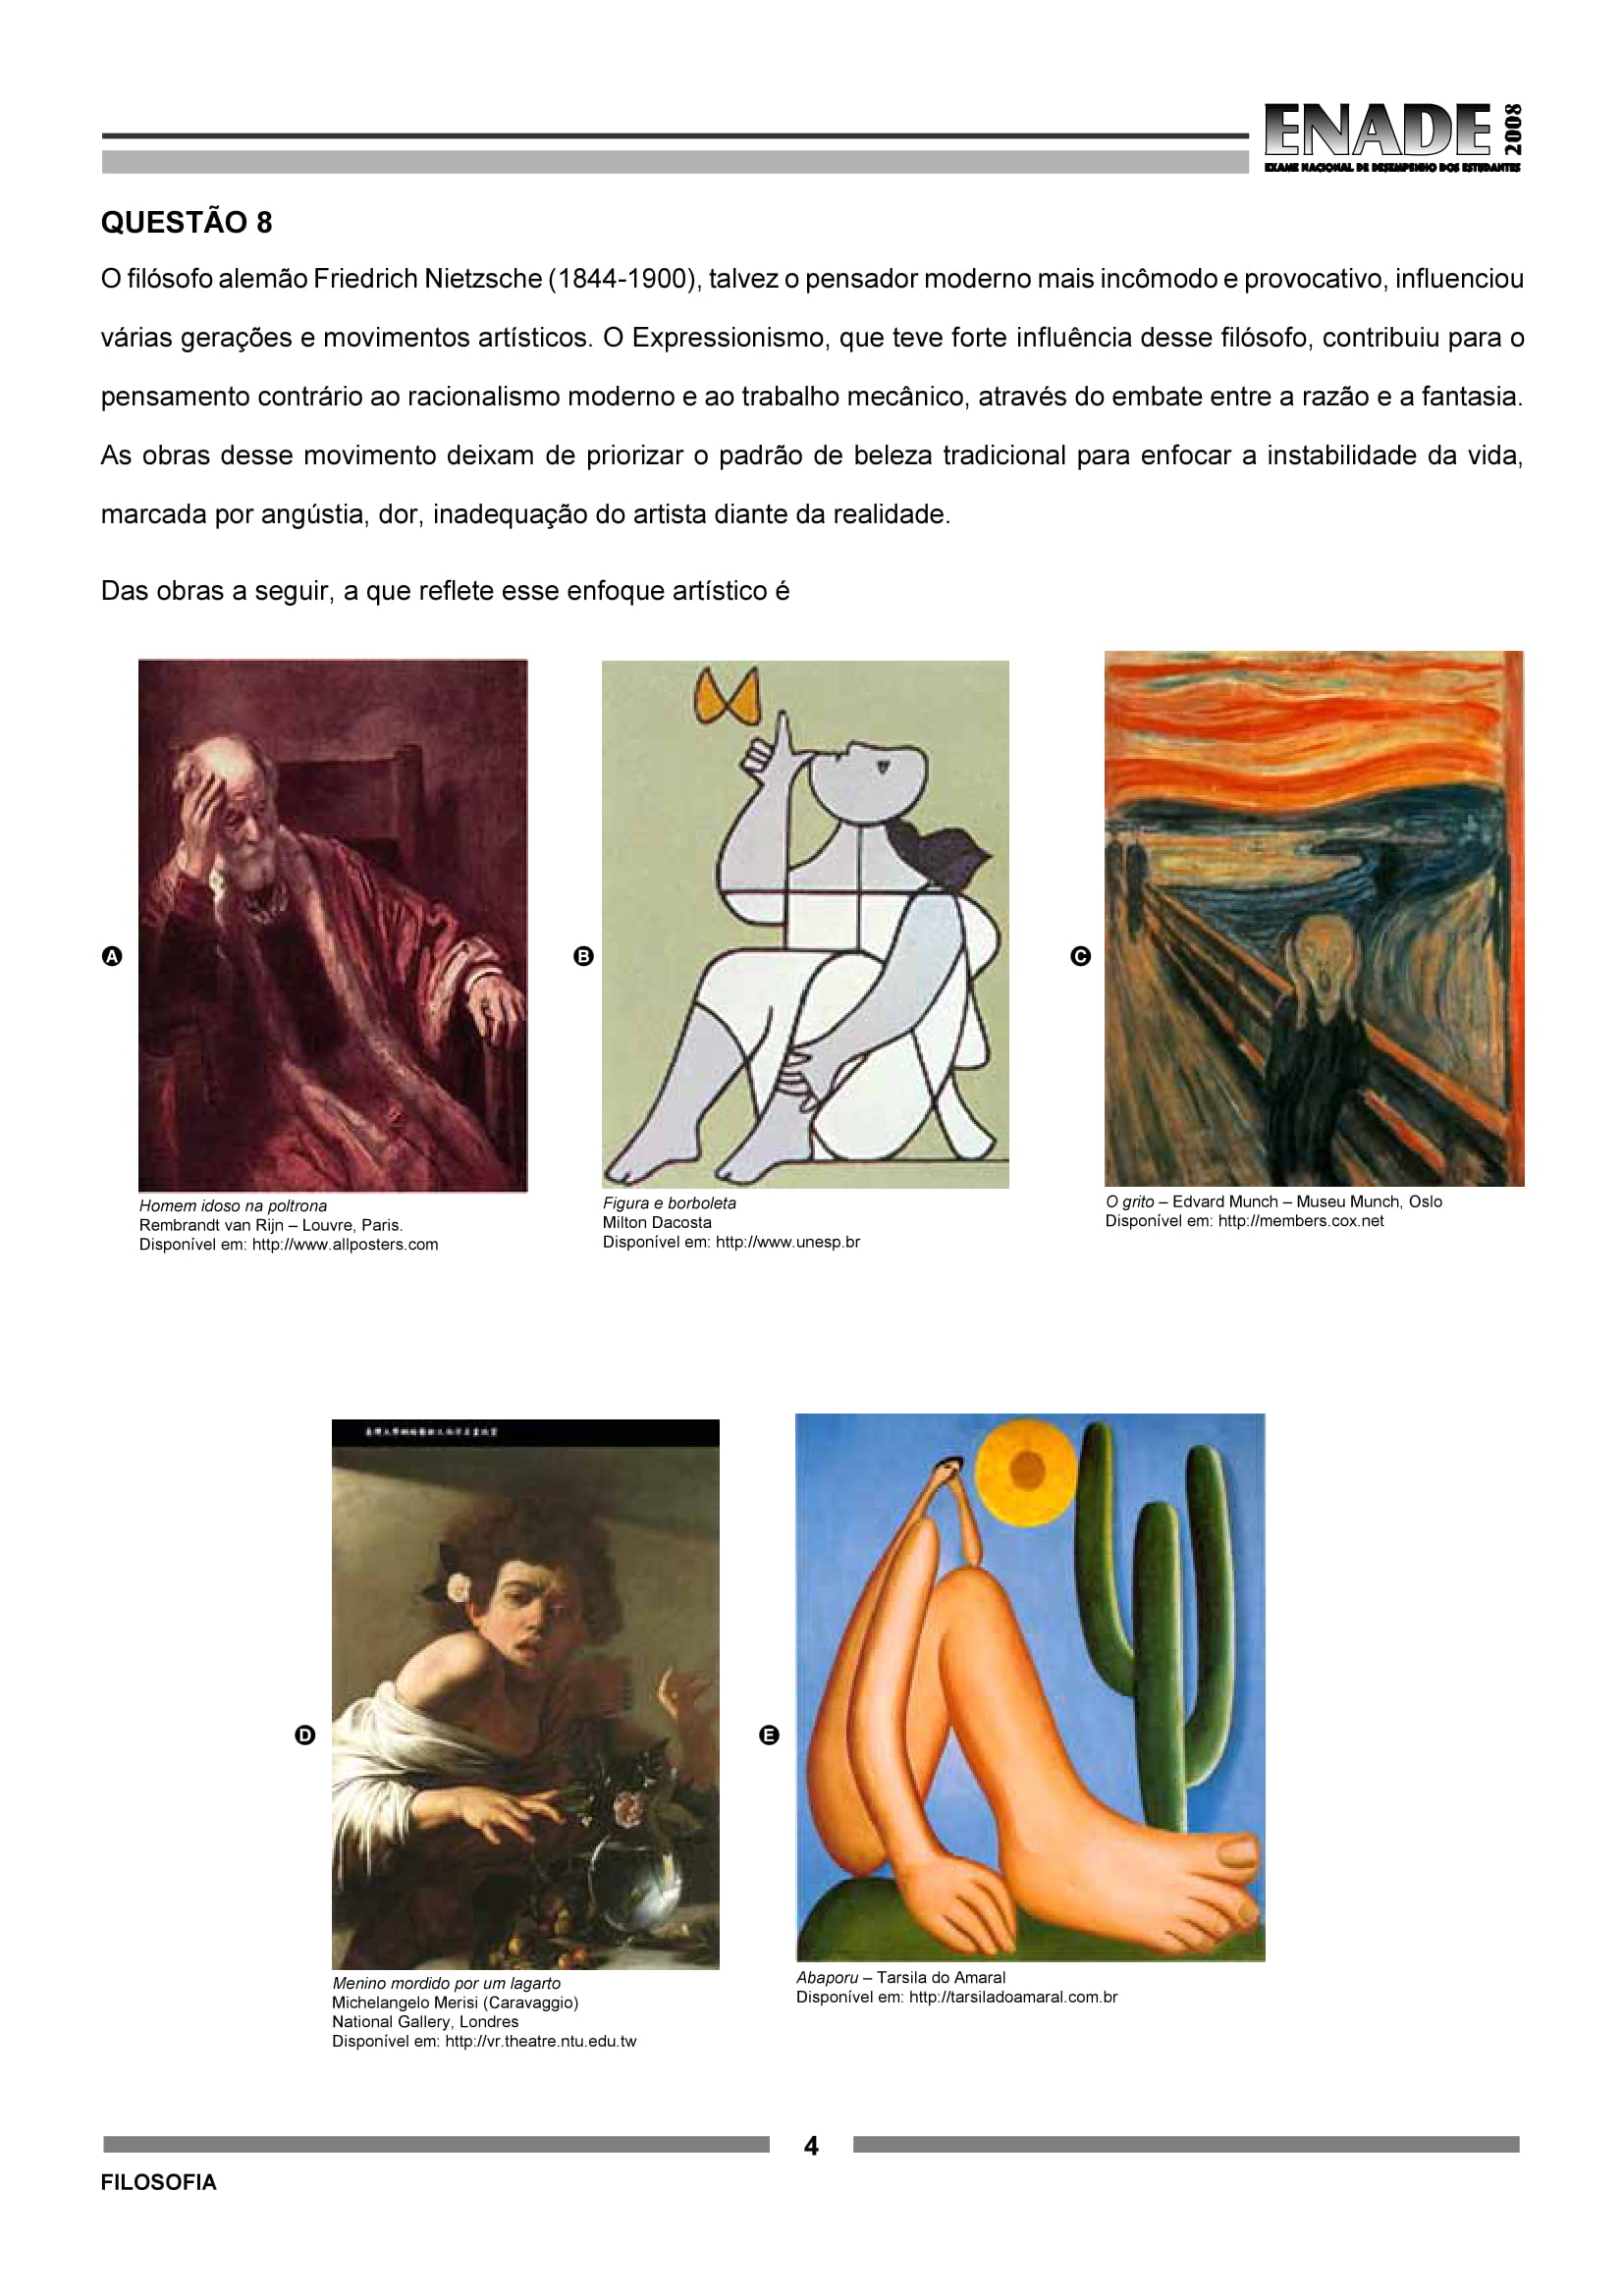 ENADE 2008
EXAME NACIONAL DE DESEMPENHO DOS ESTUDANTES
QUESTÃO 8
O filósofo alemão Friedrich Nietzsche (1844-1900), talvez o pensador moderno mais incômodo e provocativo, influenciou
várias gerações e movimentos artísticos. O Expressionismo, que teve forte influência desse filósofo, contribuiu para o
pensamento contrário ao racionalismo moderno e ao trabalho mecânico, através do embate entre a razão e a fantasia.
As obras desse movimento deixam de priorizar o padrão de beleza tradicional para enfocar a instabilidade da vida,
marcada por angústia, dor, inadequação do artista diante da realidade.
Das obras a seguir, a que reflete esse enfoque artístico é
A
Homem idoso na poltrona
Rembrandt van Rijn – Louvre, Paris.
Disponível em: http://www.allposters.com
B
Figura e borboleta
Milton Dacosta
Disponível em: http://www.unesp.br
C
O grito – Edvard Munch – Museu Munch, Oslo
Disponível em: http://members.cox.net
D
Menino mordido por um lagarto
Michelangelo Merisi (Caravaggio)
National Gallery, Londres
Disponível em: http://vr.theatre.ntu.edu.tw
E
Abaporu – Tarsila do Amaral
Disponível em: http://tarsiladoamaral.com.br
4
FILOSOFIA